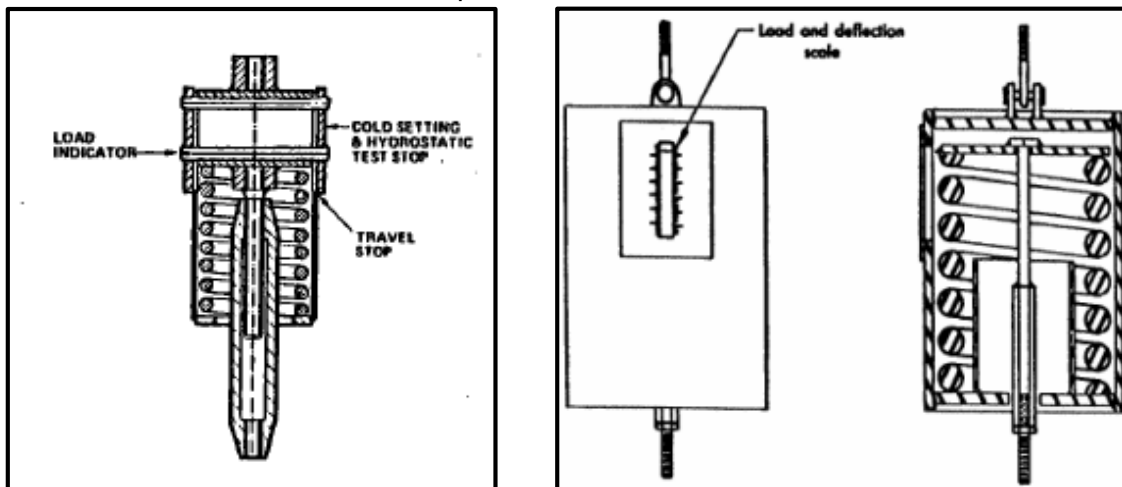 LOAD
INDICATOR
COLD SETTING
& HYDROSTATIC
TEST STOP
TRAVEL
STOP
Load and deflection
scale